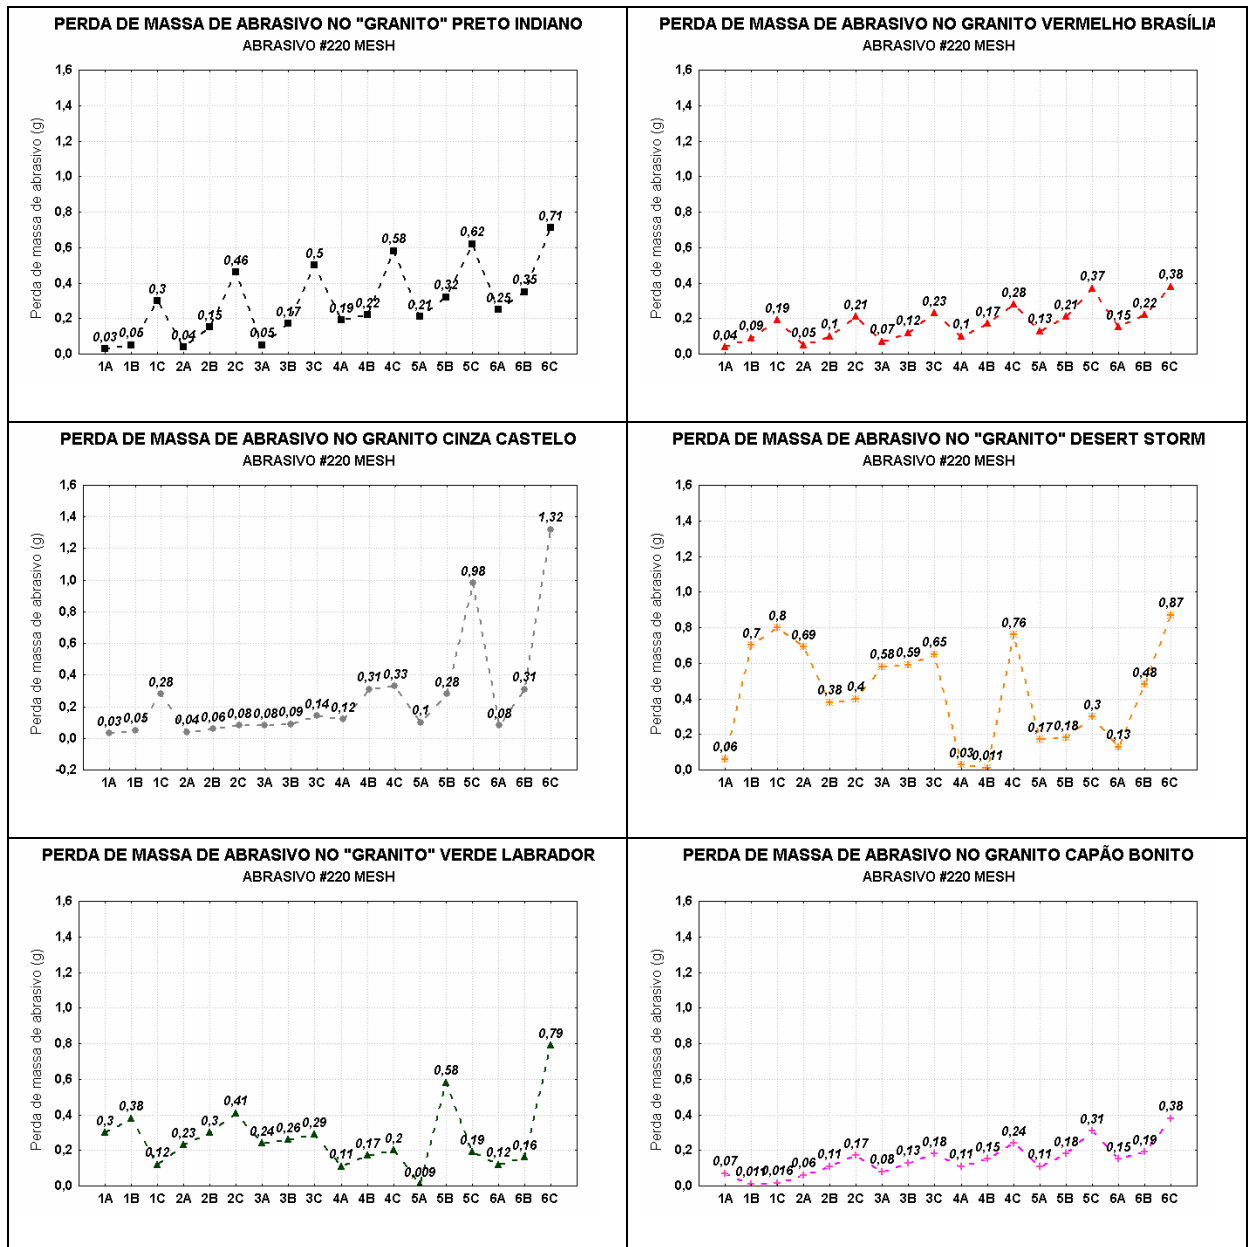 PERDA DE MASSA DE ABRASIVO NO "GRANITO" PRETO INDIANO
ABRASIVO #220 MESH
Perda de massa de abrasivo (g)
1,6
1,4
1,2
1,0
0,8
0,6
0,4
0,2
0,0
0,03 0,05 0,3 0,04 0,15 0,46 0,05 0,17 0,5 0,19 0,22 0,58 0,21 0,32 0,62 0,25 0,35 0,71
1A 1B 1C 2A 2B 2C 3A 3B 3C 4A 4B 4C 5A 5B 5C 6A 6B 6C
PERDA DE MASSA DE ABRASIVO NO GRANITO VERMELHO BRASÍLIA
ABRASIVO #220 MESH
Perda de massa de abrasivo (g)
1,6
1,4
1,2
1,0
0,8
0,6
0,4
0,2
0,0
0,04 0,09 0,19 0,05 0,1 0,21 0,07 0,12 0,23 0,1 0,17 0,28 0,13 0,21 0,37 0,15 0,22 0,38
1A 1B 1C 2A 2B 2C 3A 3B 3C 4A 4B 4C 5A 5B 5C 6A 6B 6C
PERDA DE MASSA DE ABRASIVO NO GRANITO CINZA CASTELO
ABRASIVO #220 MESH
Perda de massa de abrasivo (g)
1,6
1,4
1,2
1,0
0,8
0,6
0,4
0,2
0,0
-0,2
0,03 0,05 0,28 0,04 0,06 0,08 0,08 0,09 0,14 0,12 0,31 0,33 0,1 0,28 0,98 0,08 0,31 1,32
1A 1B 1C 2A 2B 2C 3A 3B 3C 4A 4B 4C 5A 5B 5C 6A 6B 6C
PERDA DE MASSA DE ABRASIVO NO "GRANITO" DESERT STORM
ABRASIVO #220 MESH
Perda de massa de abrasivo (g)
1,6
1,4
1,2
1,0
0,8
0,6
0,4
0,2
0,0
0,06 0,7 0,8 0,69 0,38 0,4 0,58 0,59 0,65 0,03 0,011 0,76 0,17 0,18 0,3 0,13 0,48 0,87
1A 1B 1C 2A 2B 2C 3A 3B 3C 4A 4B 4C 5A 5B 5C 6A 6B 6C
PERDA DE MASSA DE ABRASIVO NO "GRANITO" VERDE LABRADOR
ABRASIVO #220 MESH
Perda de massa de abrasivo (g)
1,6
1,4
1,2
1,0
0,8
0,6
0,4
0,2
0,0
0,3 0,38 0,12 0,23 0,3 0,41 0,24 0,26 0,29 0,11 0,17 0,2 0,009 0,58 0,19 0,12 0,16 0,79
1A 1B 1C 2A 2B 2C 3A 3B 3C 4A 4B 4C 5A 5B 5C 6A 6B 6C
PERDA DE MASSA DE ABRASIVO NO GRANITO CAPÃO BONITO
ABRASIVO #220 MESH
Perda de massa de abrasivo (g)
1,6
1,4
1,2
1,0
0,8
0,6
0,4
0,2
0,0
0,07 0,011 0,016 0,06 0,11 0,17 0,08 0,13 0,18 0,11 0,15 0,24 0,11 0,18 0,31 0,15 0,19 0,38
1A 1B 1C 2A 2B 2C 3A 3B 3C 4A 4B 4C 5A 5B 5C 6A 6B 6C